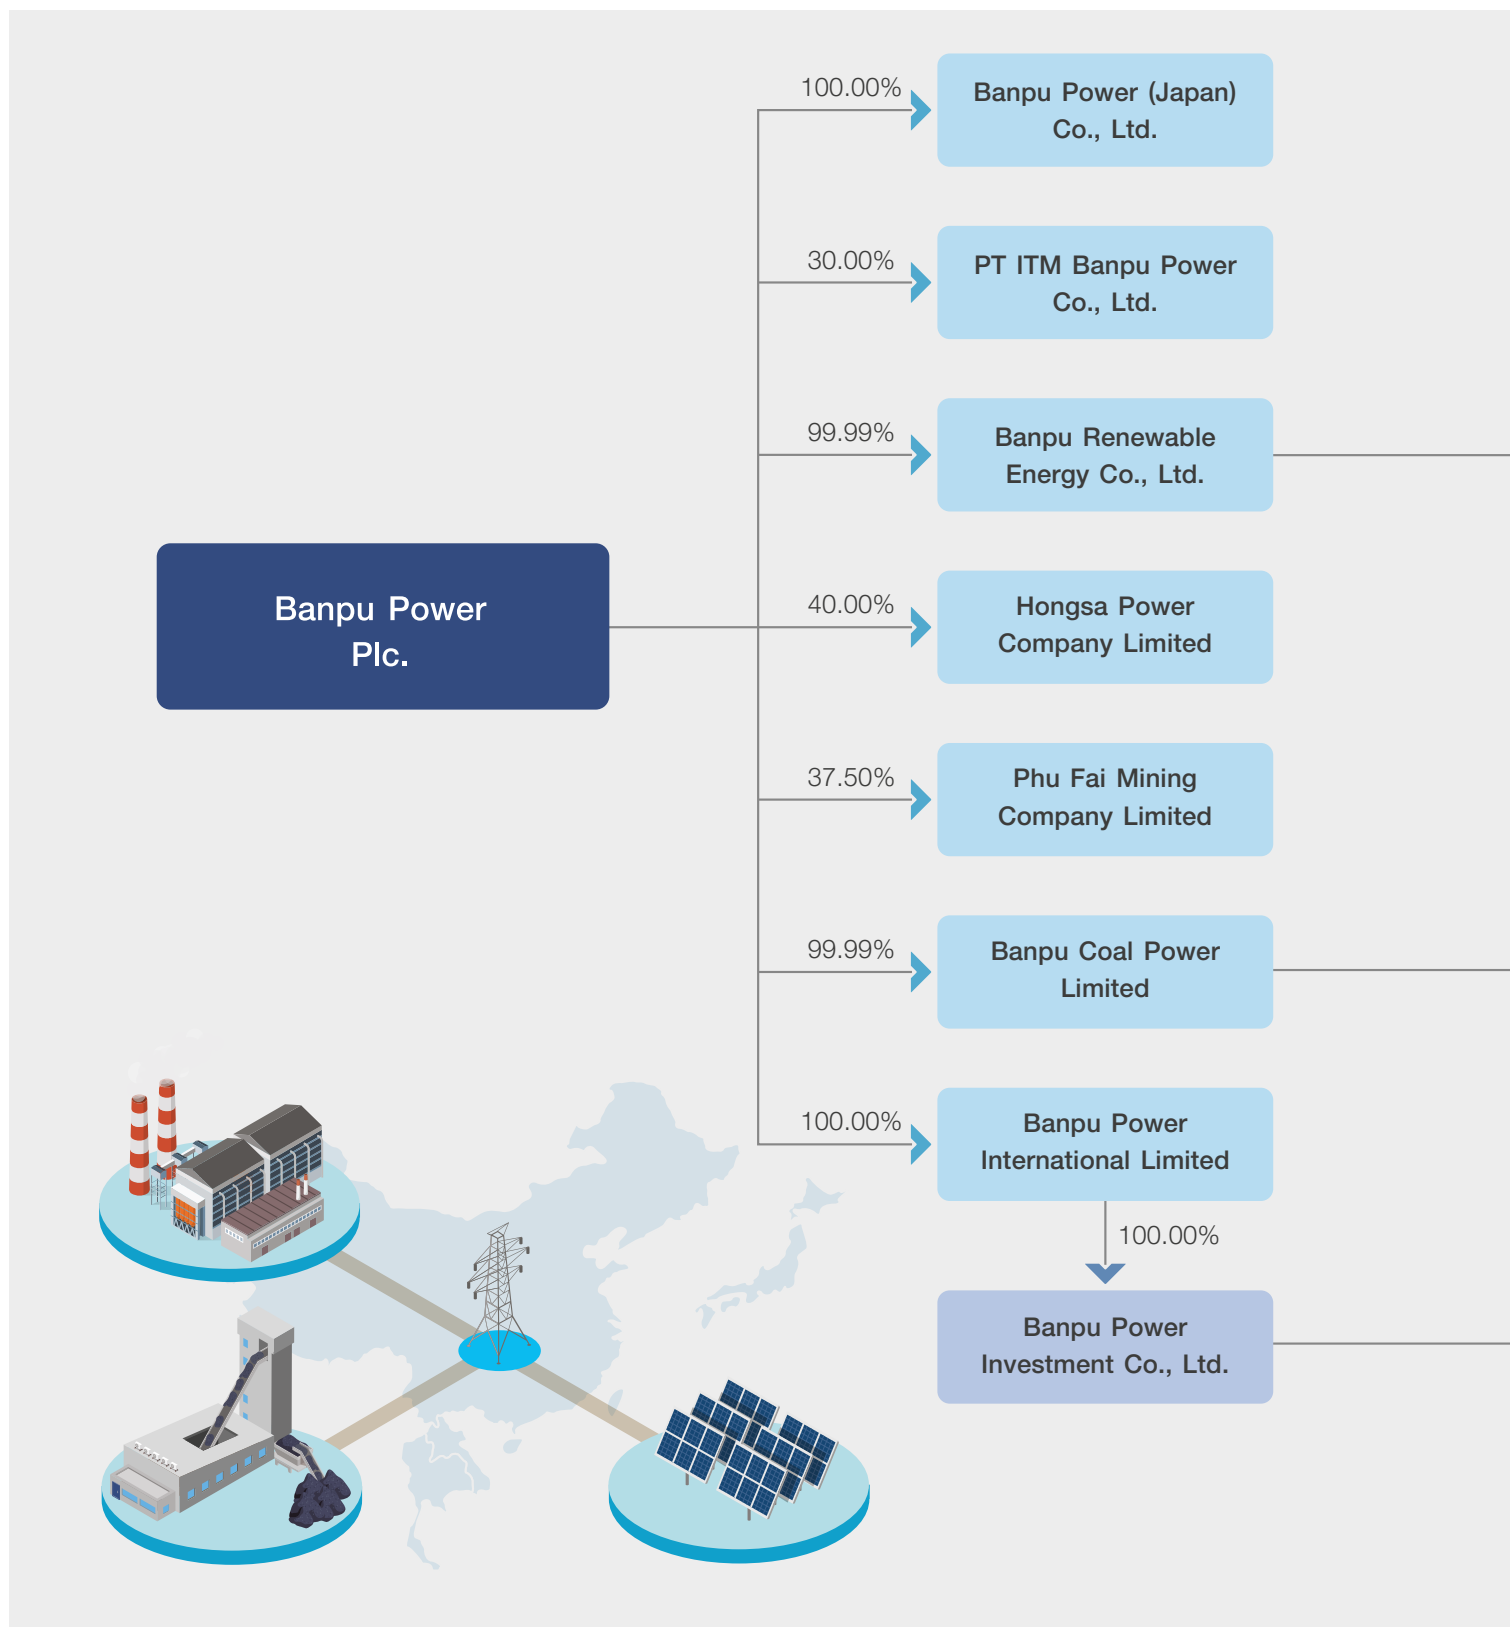 100.00%
Banpu Power (Japan)
Co., Ltd.
30.00%
PT ITM Banpu Power
Co., Ltd.
99.99%
Banpu Renewable
Energy Co., Ltd.
Banpu Power
Plc.
40.00%
Hongsa Power
Company Limited
37.50%
Phu Fai Mining
Company Limited
99.99%
Banpu Coal Power
Limited
100.00%
Banpu Power
International Limited
100.00%
Banpu Power
Investment Co., Ltd.